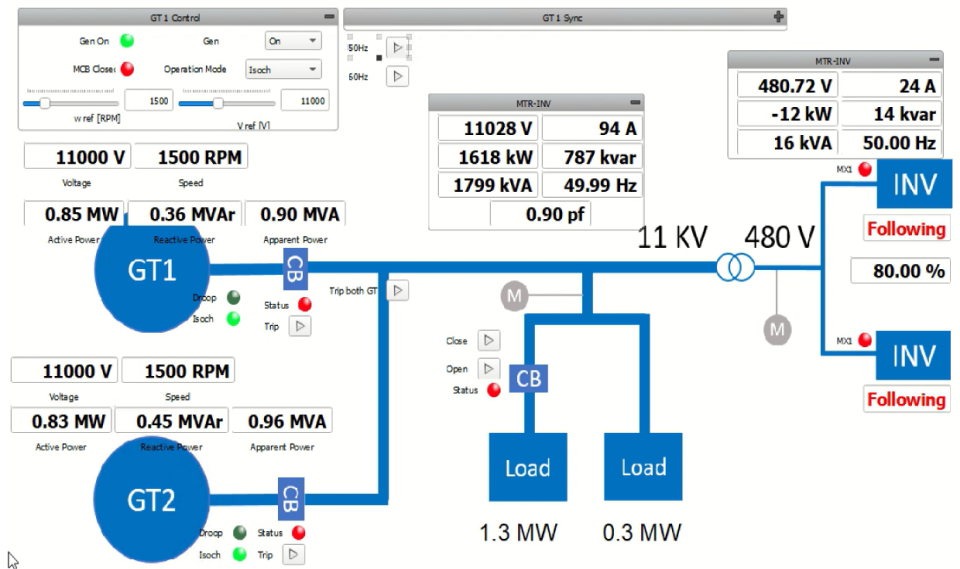 GT 1 Control
Gen On
Gen
On
MCB Closed
Operation Mode
Isoch
1500
11000
w ref [RPM]
V ref [V]
GT 1 Sync
50Hz
60Hz
11000 V
1500 RPM
Voltage
Speed
0.85 MW
0.36 MVAr
0.90 MVA
Active Power
Reactive Power
Apparent Power
GT1
CB
Droop
Isoch
Status
Trip
Trip both GT
MTR-INV
11028 V
94 A
1618 kW
787 kvar
1799 kVA
49.99 Hz
0.90 pf
MTR-INV
480.72 V
24 A
-12 kW
14 kvar
16 kVA
50.00 Hz
MX1
INV
Following
80.00 %
MX1
INV
Following
11 KV
480 V
M
M
Close
Open
Status
CB
Load
Load
1.3 MW
0.3 MW
11000 V
1500 RPM
Voltage
Speed
0.83 MW
0.45 MVAr
0.96 MVA
Active Power
Reactive Power
Apparent Power
GT2
CB
Droop
Isoch
Status
Trip